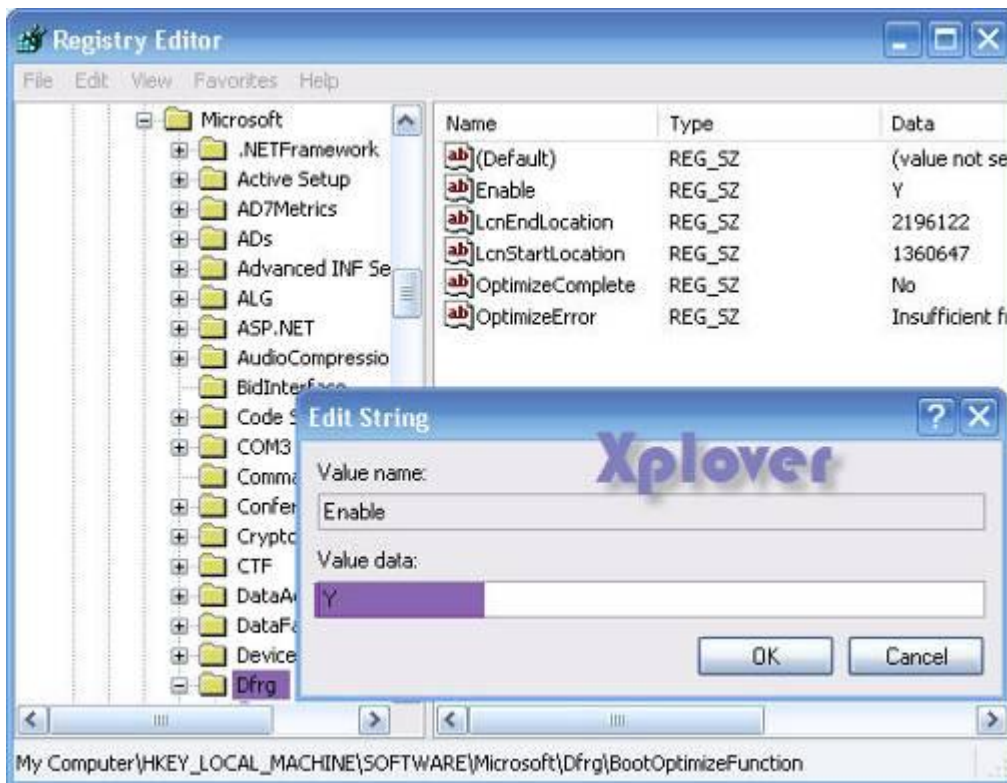 Registry Editor
File Edit View Favorites Help
Microsoft
.NETFramework
Active Setup
AD7Metrics
ADs
Advanced INF Se
ALG
ASP.NET
AudioCompressio
BidInterface
Code S
COM3
Comma
Confer
Crypto
CTF
DataA
DataFa
Device
Dfrg
Name Type Data
(Default) REG_SZ (value not se
Enable REG_SZ Y
LcnEndLocation REG_SZ 2196122
LcnStartLocation REG_SZ 1360647
OptimizeComplete REG_SZ No
OptimizeError REG_SZ Insufficient f
Edit String
Xplover
Value name:
Enable
Value data:
Y
OK Cancel
My Computer\HKEY_LOCAL_MACHINE\SOFTWARE\Microsoft\Dfrg\BootOptimizeFunction